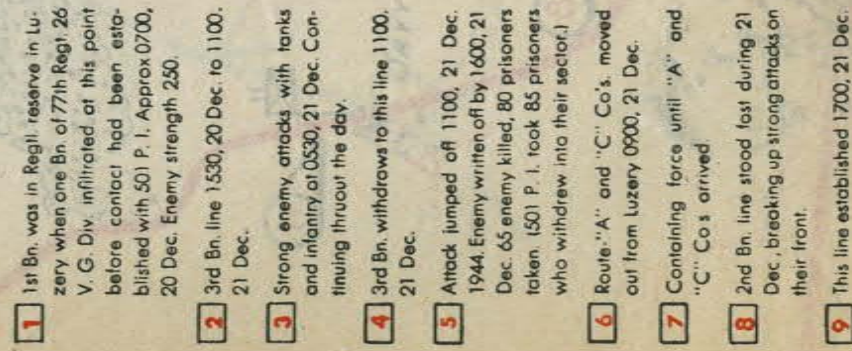 1 1st Bn. was in Regtl. reserve in Lu-
zery when one Bn. of 77th Regt. 26
V. G. Div. infiltrated at this point
before contact had been esta-
blished with 501 P. I. Approx 0700,
20 Dec. Enemy strength 250.
2 3rd Bn. line 1530, 20 Dec. to 1100.
21 Dec.
3 Strong enemy attacks with tanks
and infantry at 0530, 21 Dec. Con-
tinuing thruout the day.
4 3rd Bn. withdraws to this line 1100.
21 Dec.
5 Attack jumped off 1100, 21 Dec.
1944. Enemy written off by 1600, 21
Dec. 65 enemy killed, 80 prisoners
taken. (501 P. I. took 85 prisoners
who withdrew into their sector.)
6 Route-"A" and "C" Co's. moved
out from Luzery 0900, 21 Dec.
7 Containing force until "A" and
"C" Co s arrived
8 2nd Bn. line stood fast during 21
Dec, breaking up strong attacks on
their front.
9 This line established 1700, 21 Dec.